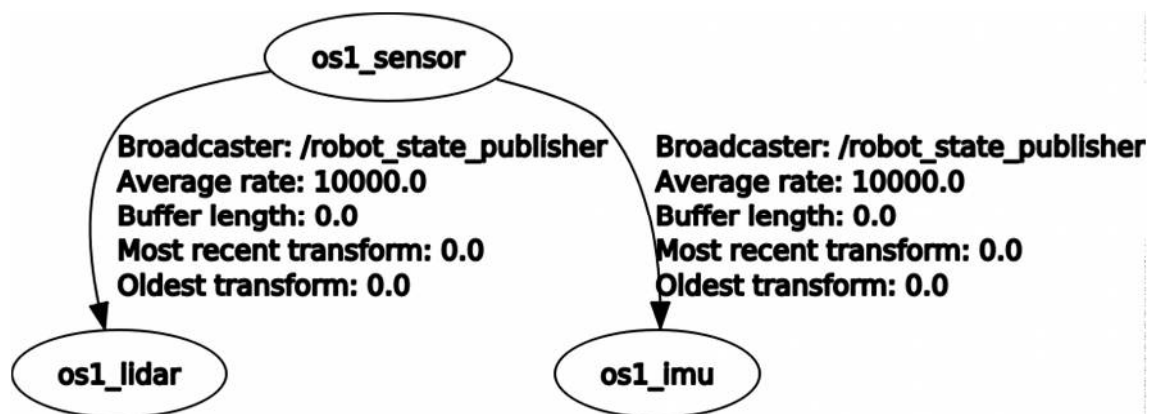 os1_sensor
Broadcaster: /robot_state_publisher
Average rate: 10000.0
Buffer length: 0.0
Most recent transform: 0.0
Oldest transform: 0.0
Broadcaster: /robot_state_publisher
Average rate: 10000.0
Buffer length: 0.0
Most recent transform: 0.0
Oldest transform: 0.0
os1_lidar
os1_imu